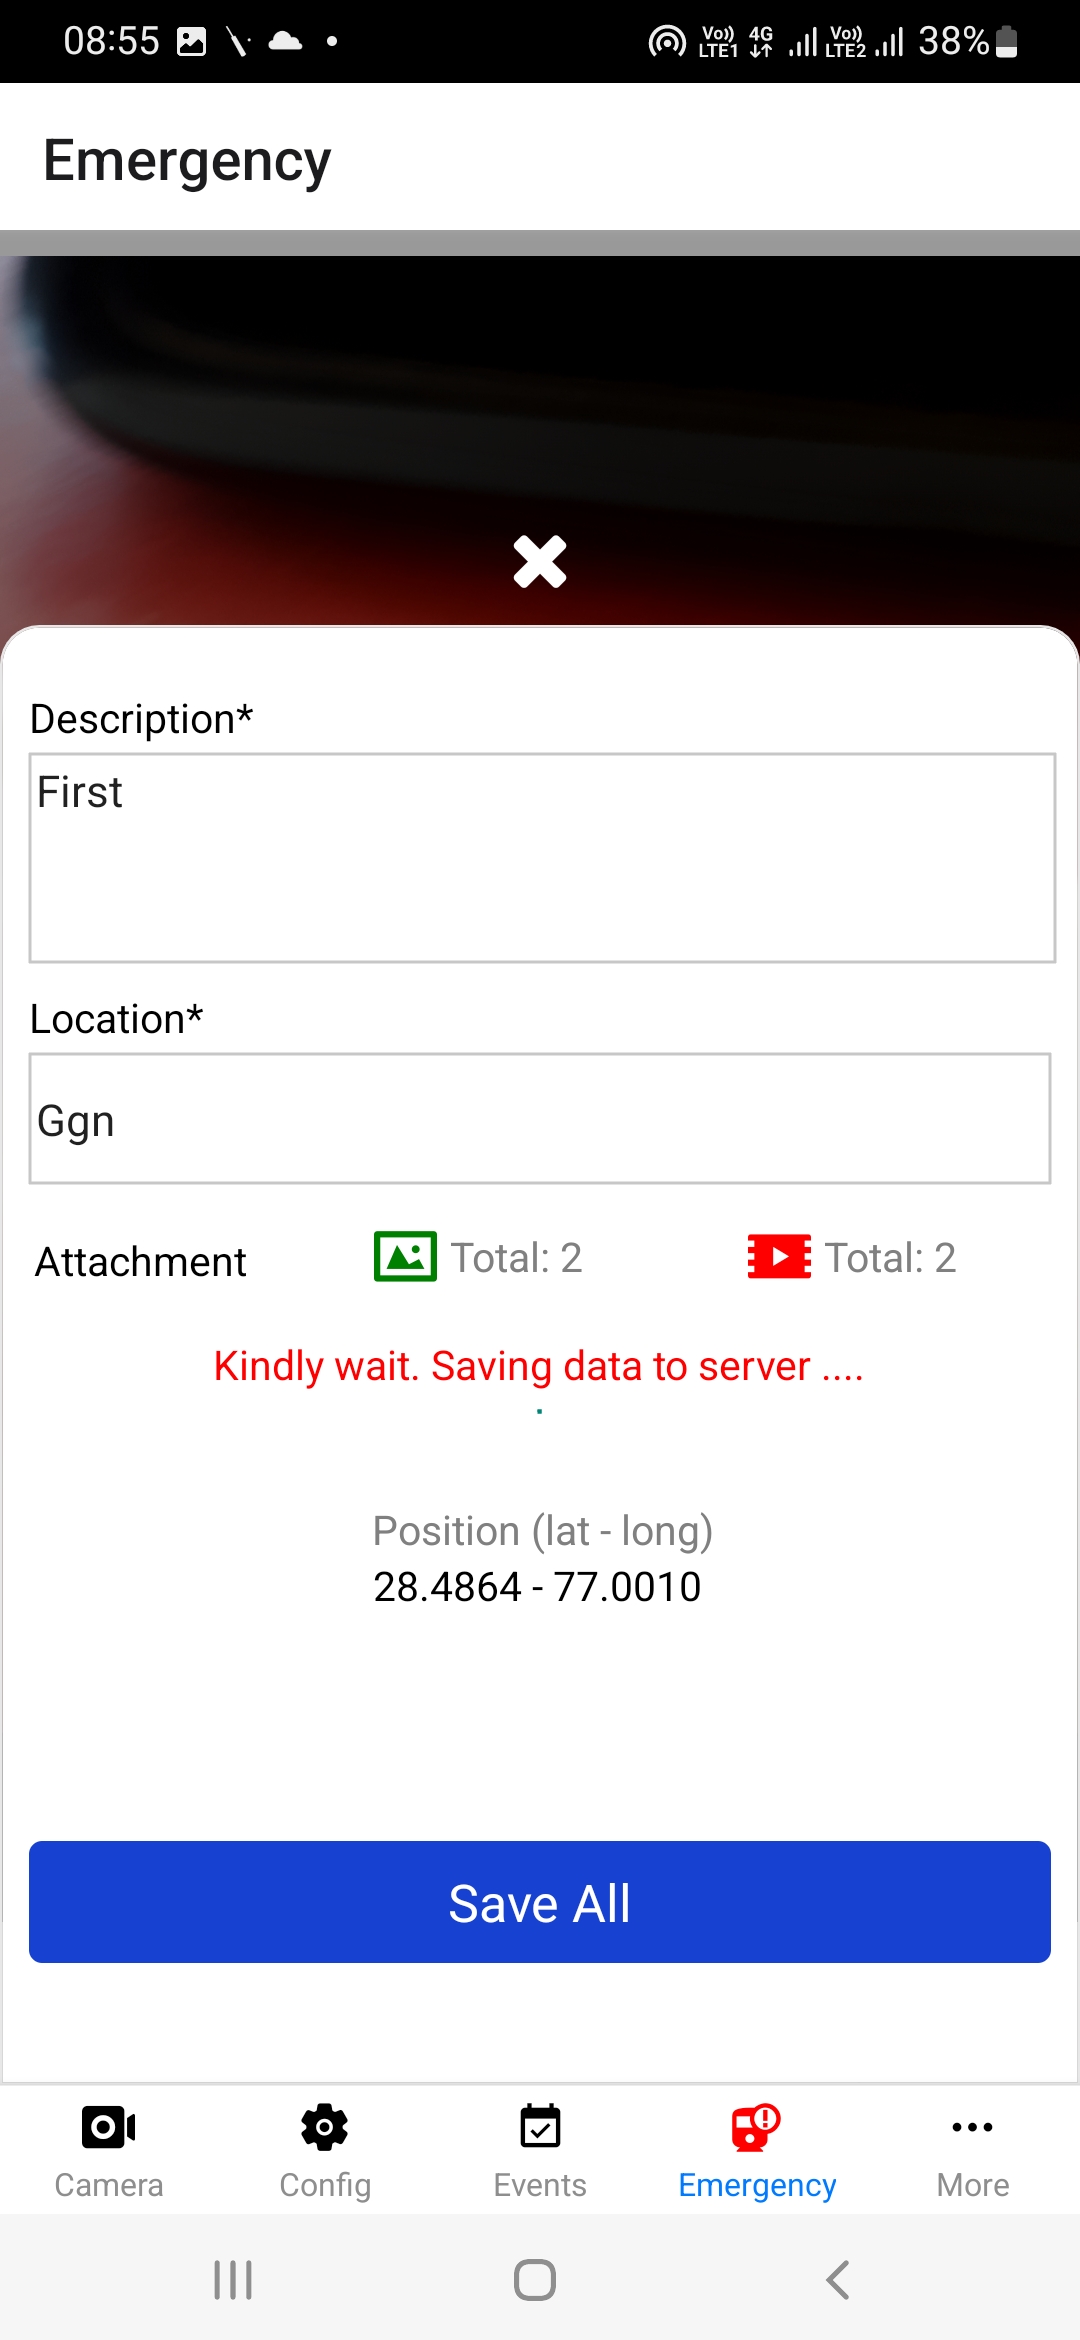 08:55 Vo)) LTE1 4G Vo)) LTE2 38%
Emergency
Description*
First
Location*
Ggn
Attachment Total: 2 Total: 2
Kindly wait. Saving data to server ....
Position (lat - long)
28.4864 - 77.0010
Save All
Camera Config Events Emergency More